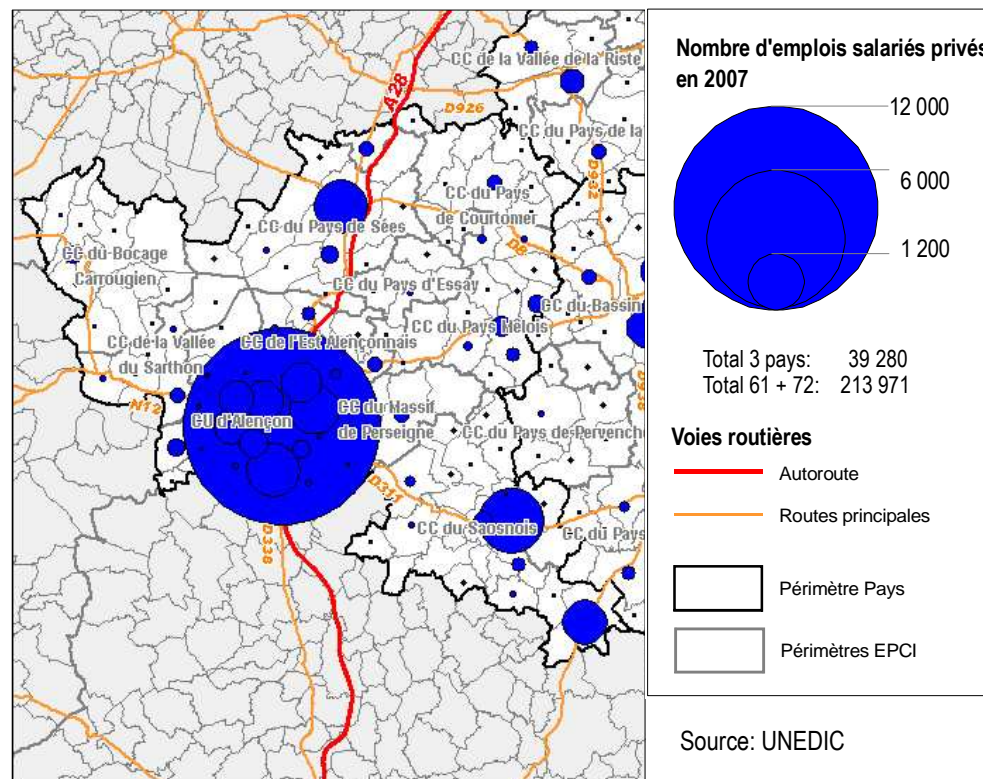 CC de la Vallée de la Riste
A 28
D926
CC du Pays de la
D932
CC du Pays
de Courtomer
CC du Pays de Sées
D8
CC du Bocage
Carrougien
CC du Pays d'Essay
CC du Bassin
CC du Pays Mêlois
CC de l'Est Alençonnais
CC de la Vallée
du Sarthon
N12
D938
CU d'Alençon
CC du Massif
de Perseigne
CC du Pays de Pervench
D311
CC du Saosnois
CC du Pays
D338
Nombre d'emplois salariés privés
en 2007
12 000
6 000
1 200
Total 3 pays: 39 280
Total 61 + 72: 213 971
Voies routières
Autoroute
Routes principales
Périmètre Pays
Périmètres EPCI
Source: UNEDIC